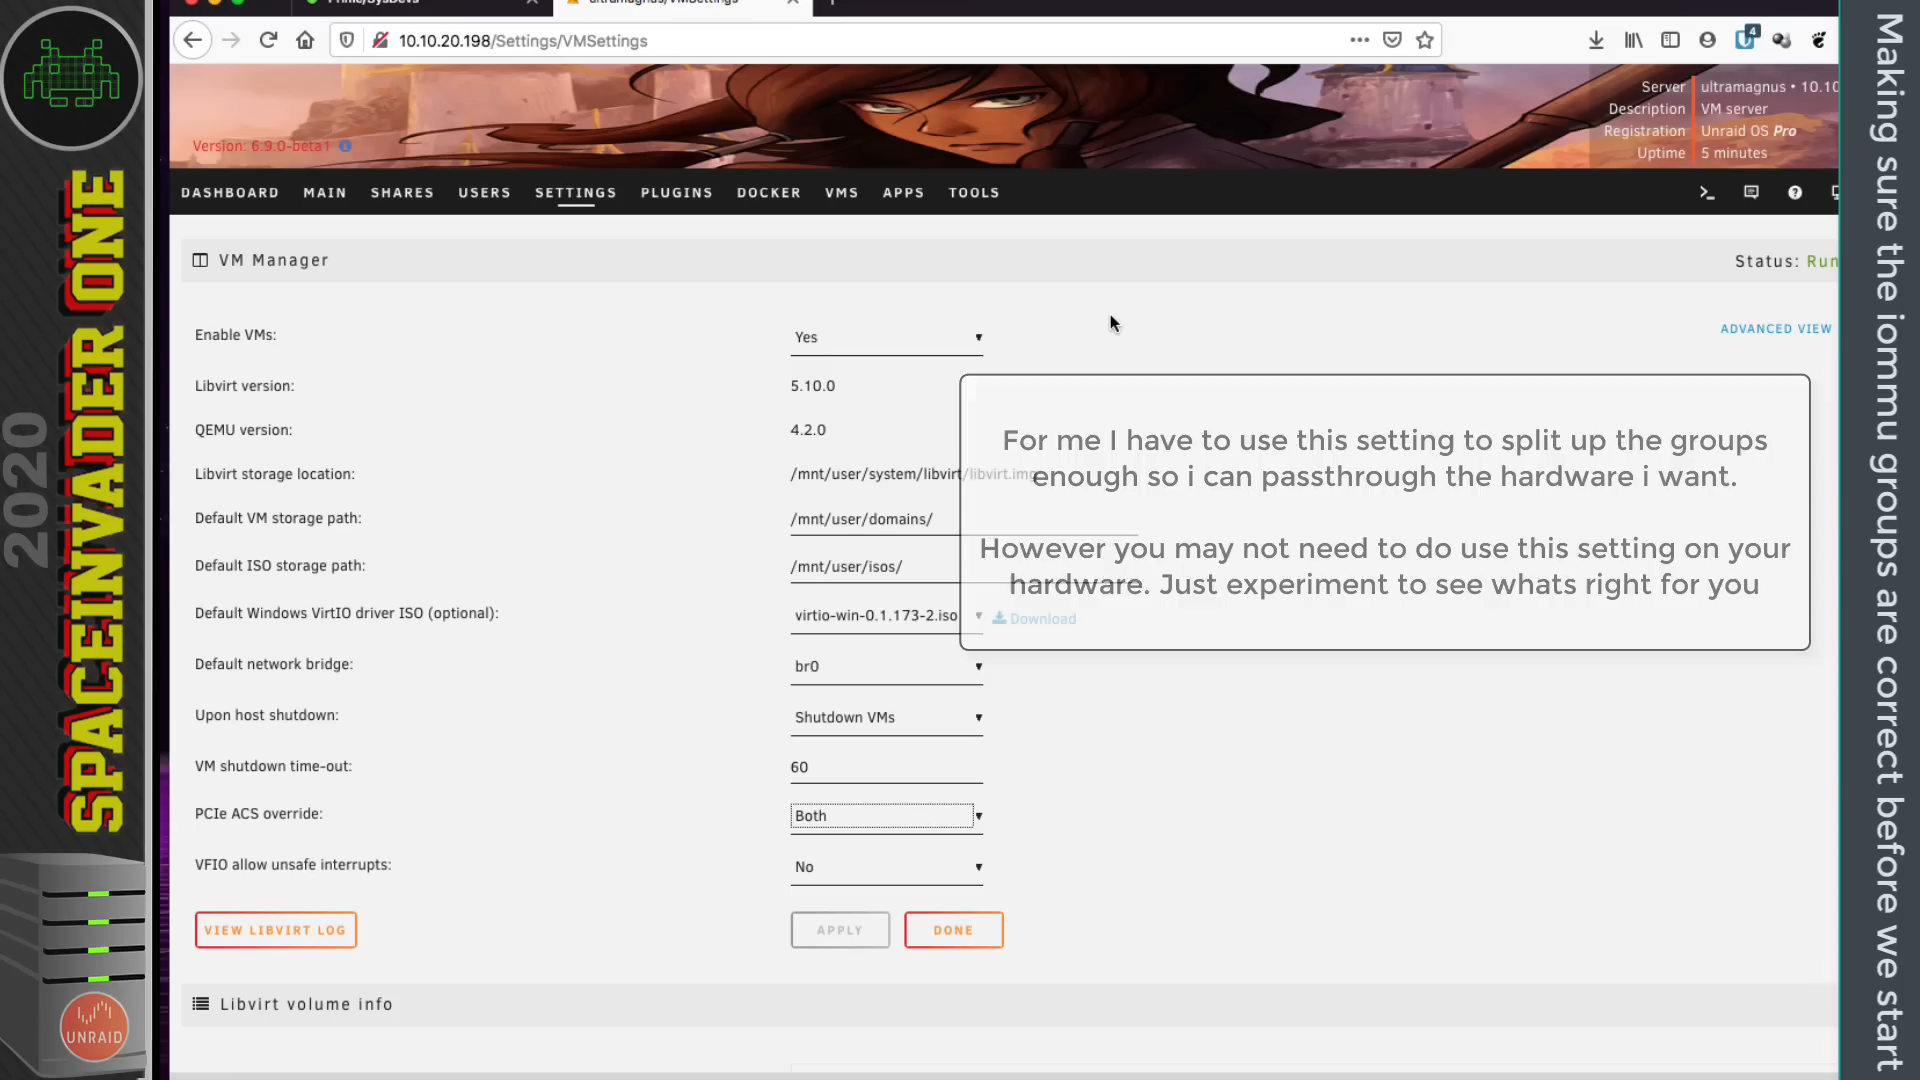 ultramagnus/VMSettings
10.10.20.198/Settings/VMSettings
4
Server ultramagnus • 10.10
Description VM server
Registration Unraid OS Pro
Uptime 5 minutes
Version: 6.9.0-beta1
DASHBOARD MAIN SHARES USERS SETTINGS PLUGINS DOCKER VMS APPS TOOLS
VM Manager
Status: Run
ADVANCED VIEW
Enable VMs: Yes
Libvirt version: 5.10.0
QEMU version: 4.2.0
Libvirt storage location: /mnt/user/system/libvirt/libvirt.img
Default VM storage path: /mnt/user/domains/
Default ISO storage path: /mnt/user/isos/
Default Windows VirtIO driver ISO (optional): virtio-win-0.1.173-2.iso Download
Default network bridge: br0
Upon host shutdown: Shutdown VMs
VM shutdown time-out: 60
PCIe ACS override: Both
VFIO allow unsafe interrupts: No
VIEW LIBVIRT LOG APPLY DONE
Libvirt volume info
For me I have to use this setting to split up the groups
enough so i can passthrough the hardware i want.
However you may not need to do use this setting on your
hardware. Just experiment to see whats right for you
2020
SPACEINVADER ONE
UNRAID
Making sure the iommu groups are correct before we start